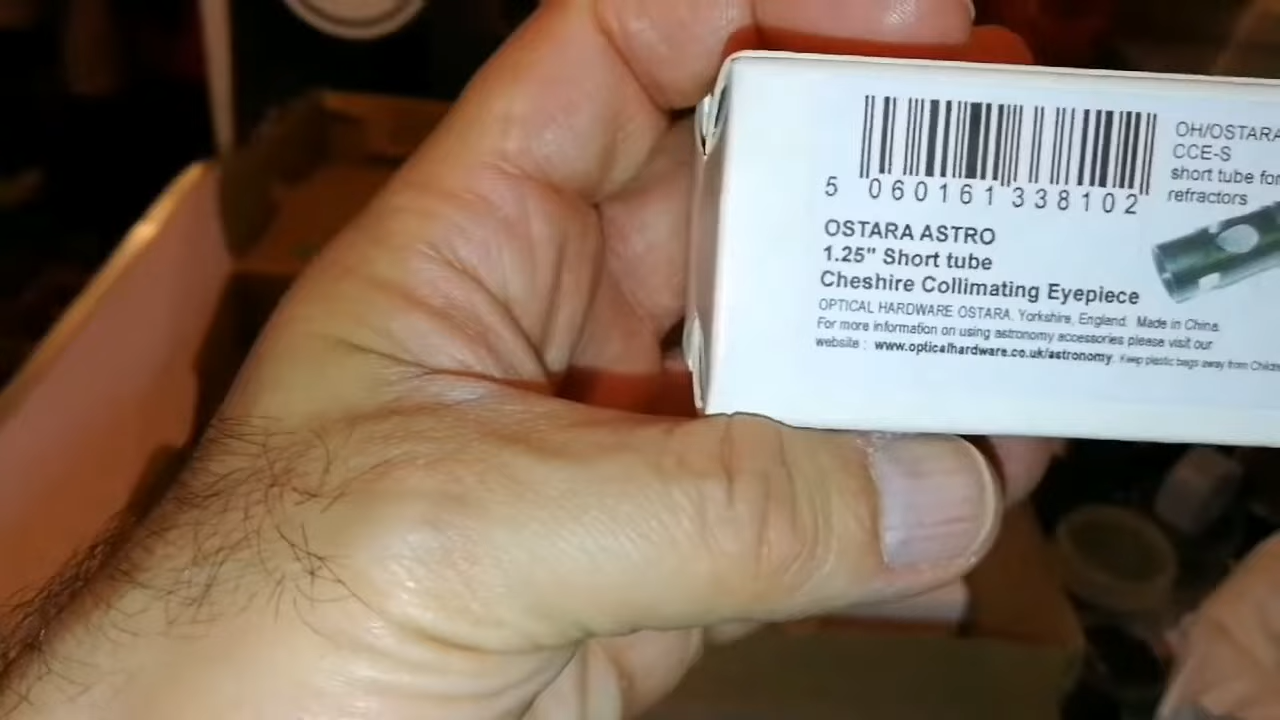 OH/OSTARA
CCE-S
short tube for
refractors
5 060161 338102
OSTARA ASTRO
1.25" Short tube
Cheshire Collimating Eyepiece
OPTICAL HARDWARE OSTARA. Yorkshire, England. Made in China.
For more information on using astronomy accessories please visit our
website : www.opticalhardware.co.uk/astronomy. Keep plastic bags away from